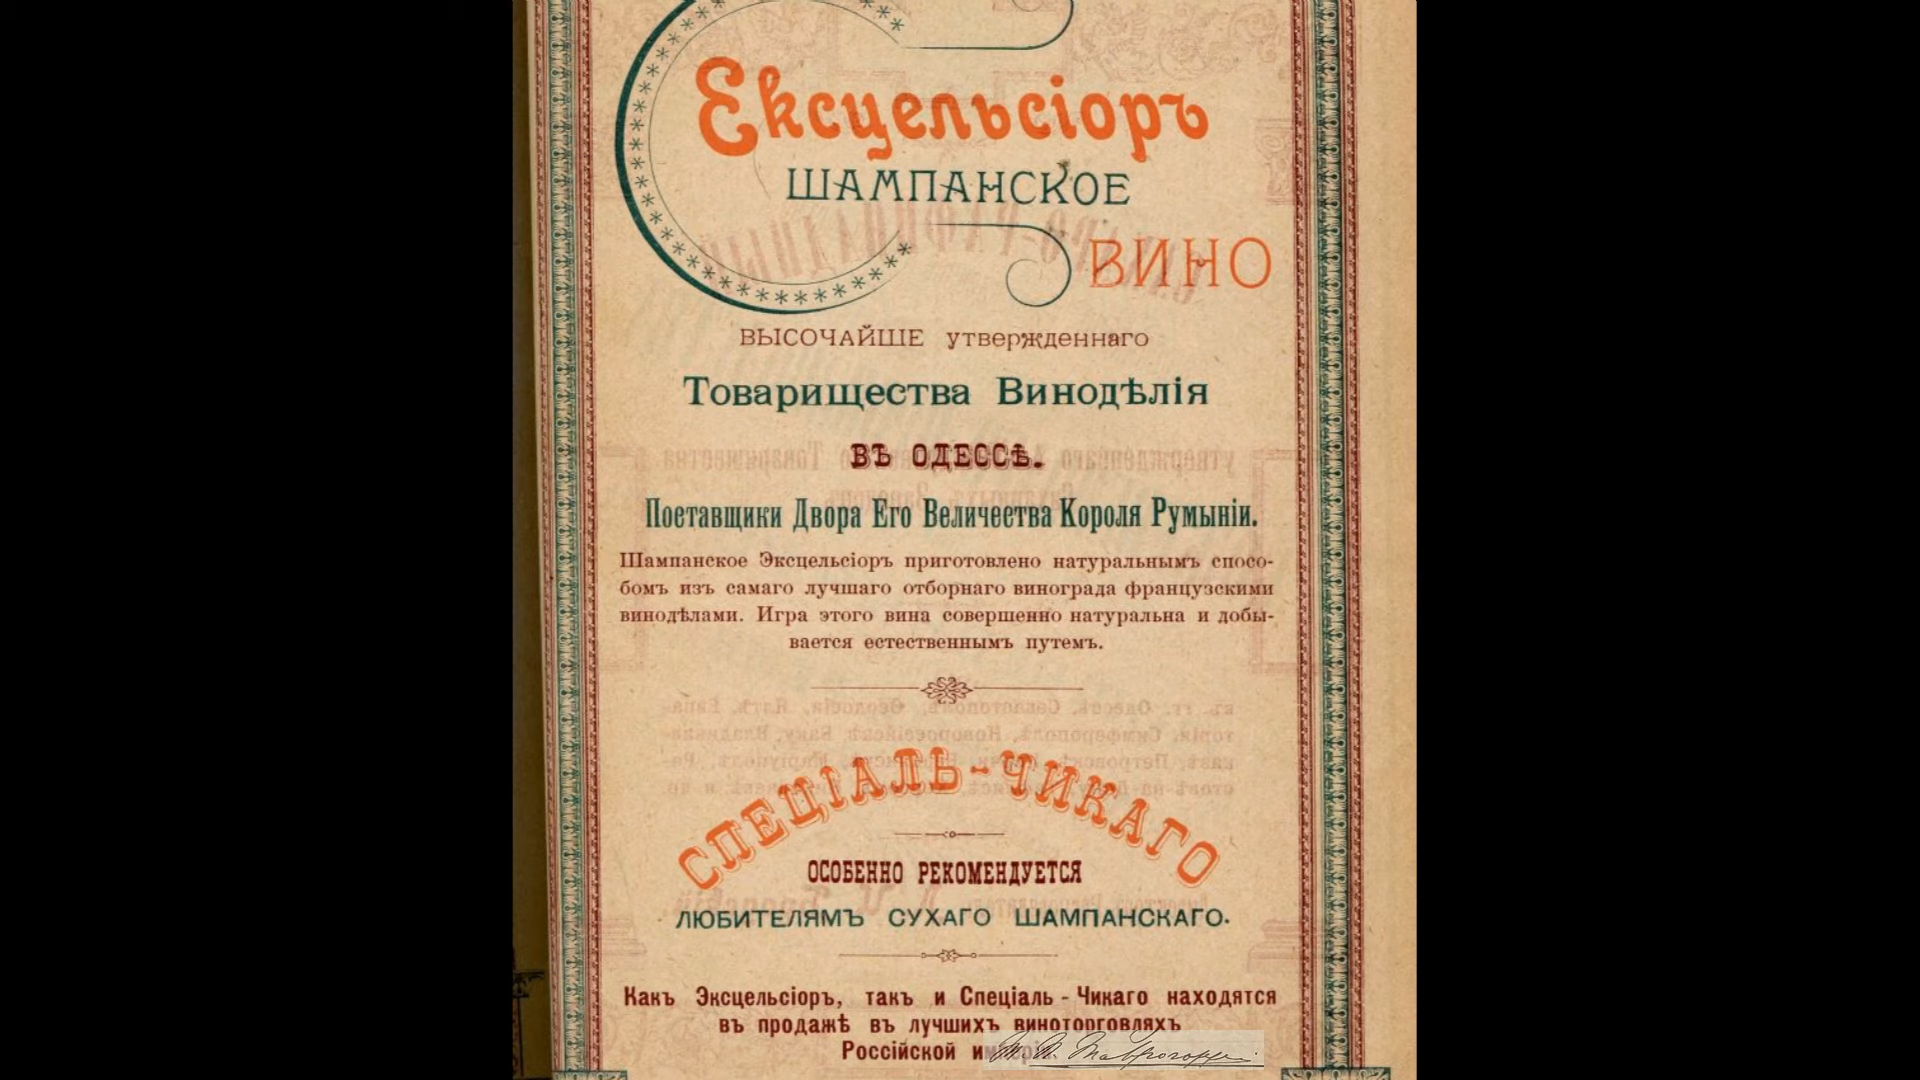 Ексцельсіоръ
ШАМПАНСКОЕ
ВИНО
ВЫСОЧАЙШЕ утвержденнаго
Товарищества Винодѣлія
ВЪ ОДЕССѢ.
Поставщики Двора Его Величества Короля Румыніи.
Шампанское Эксцельсіоръ приготовлено натуральнымъ спосо-
бомъ изъ самаго лучшаго отборнаго винограда французскими
винодѣлами. Игра этого вина совершенно натуральна и добы-
вается естественнымъ путемъ.
СПЕЦІАЛЬ-ЧИКАГО
ОСОБЕННО РЕКОМЕНДУЕТСЯ
ЛЮБИТЕЛЯМЪ СУХАГО ШАМПАНСКАГО.
Какъ Эксцельсіоръ, такъ и Спеціаль - Чикаго находятся
въ продажѣ въ лучшихъ виноторговляхъ
Россійской